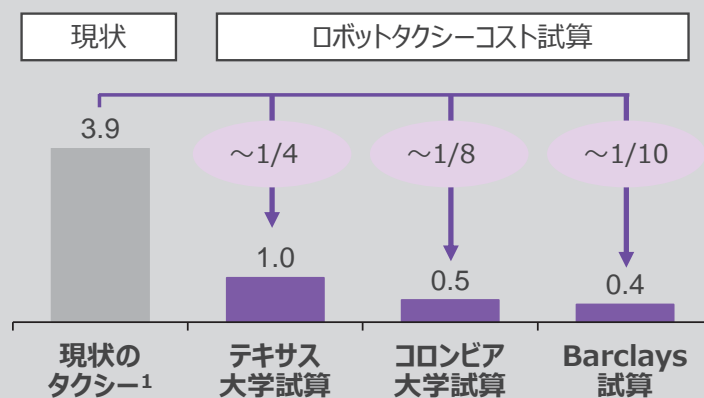 現状
ロボットタクシーコスト試算
3.9
～1/4
～1/8
～1/10
1.0
0.5
0.4
現状の
タクシー1
テキサス
大学試算
コロンビア
大学試算
Barclays
試算